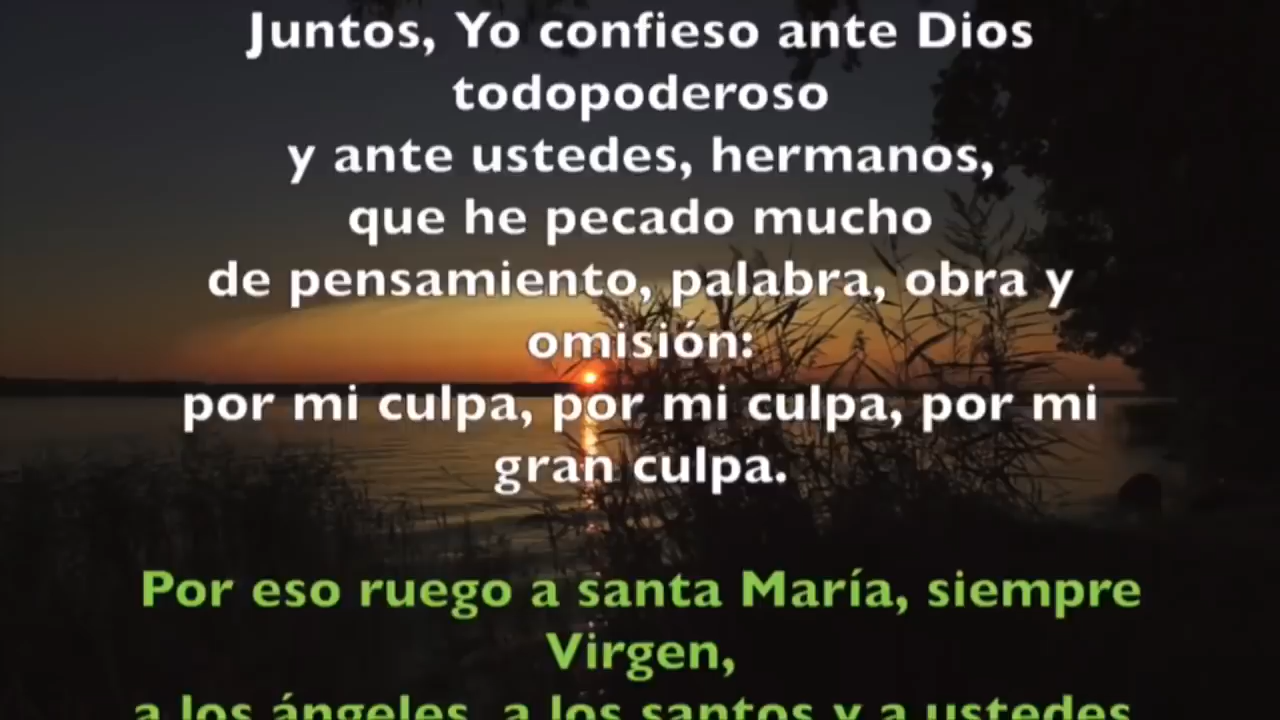 Juntos, Yo confieso ante Dios
todopoderoso
y ante ustedes, hermanos,
que he pecado mucho
de pensamiento, palabra, obra y
omisión:
por mi culpa, por mi culpa, por mi
gran culpa.
Por eso ruego a santa María, siempre
Virgen,
a los ángeles, a los santos y a ustedes,